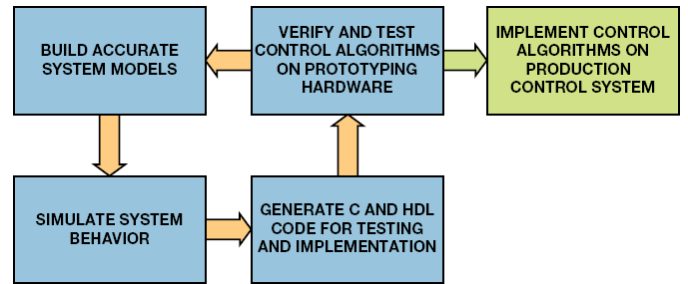 BUILD ACCURATE
SYSTEM MODELS
VERIFY AND TEST
CONTROL ALGORITHMS
ON PROTOTYPING
HARDWARE
IMPLEMENT CONTROL
ALGORITHMS ON
PRODUCTION
CONTROL SYSTEM
SIMULATE SYSTEM
BEHAVIOR
GENERATE C AND HDL
CODE FOR TESTING
AND IMPLEMENTATION